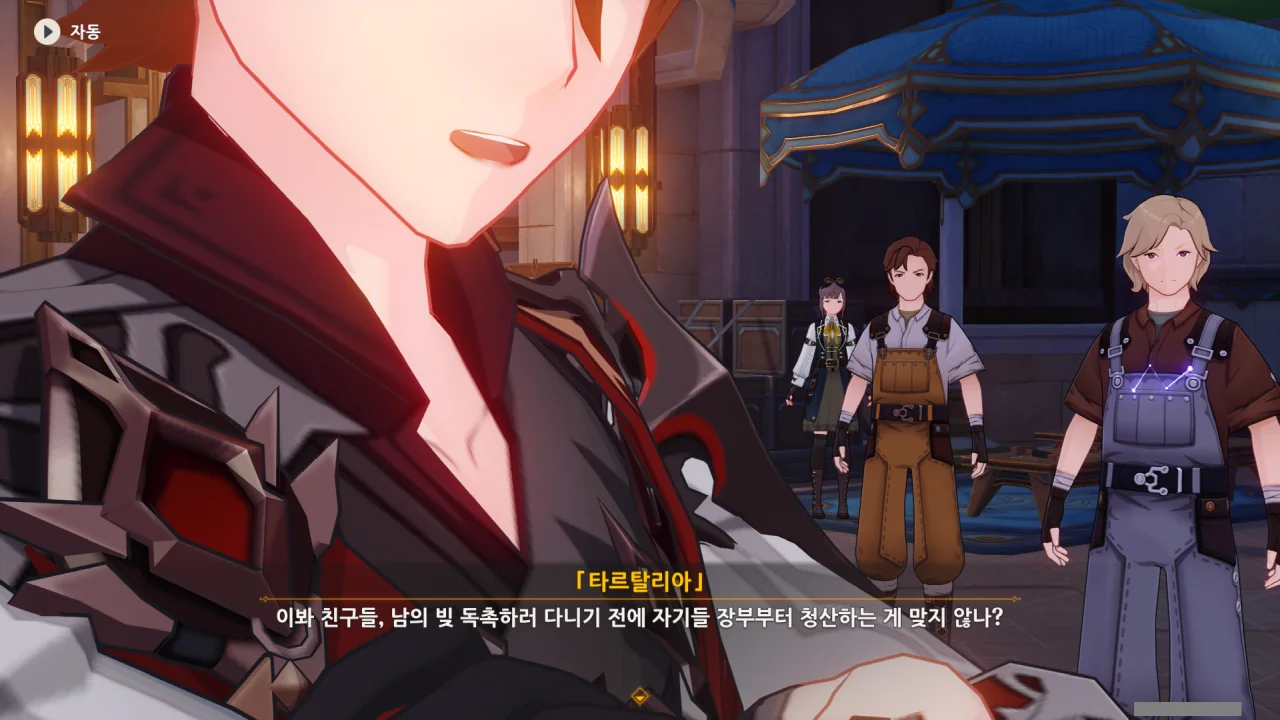 자동
「타르탈리아」
이봐 친구들, 남의 빚 독촉하러 다니기 전에 자기들 장부부터 청산하는 게 맞지 않나?